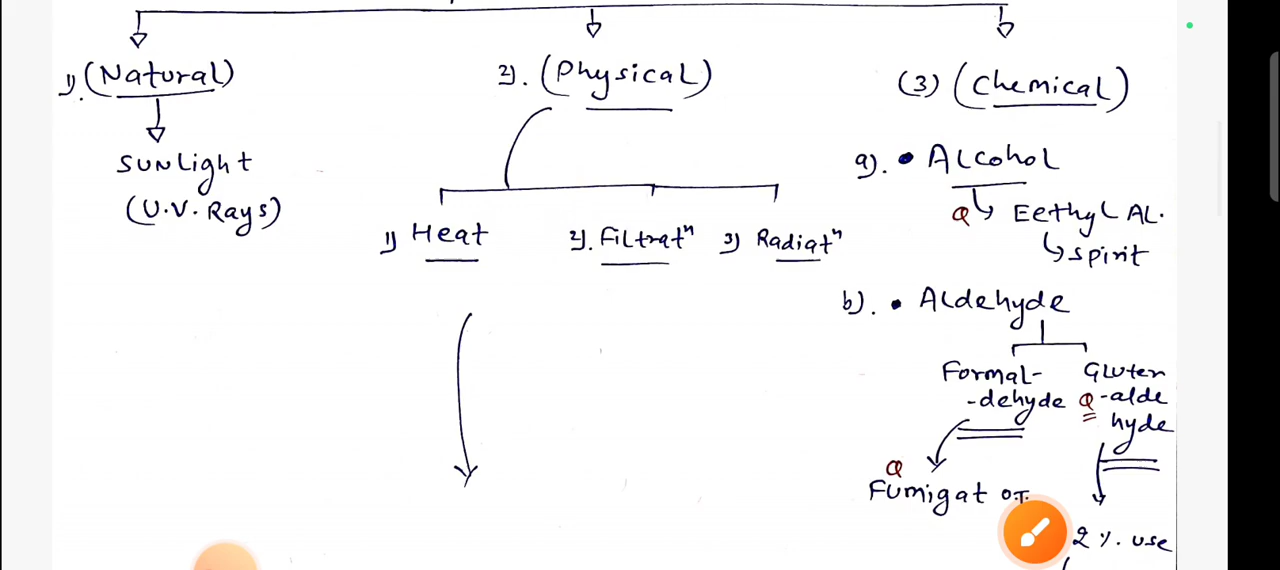 1). (Natural)
SUNLight
(U.V. Rays)
2). (Physical)
1) Heat
2). Filtratⁿ
3) Radiatⁿ
(3) (Chemical)
a). • Alcohol
Q Eethyl AL.
spirit
b). • Aldehyde
Formal-
-dehyde
Gluter
Q -alde
hyde
Q
Fumigat O.T.
2 %. use